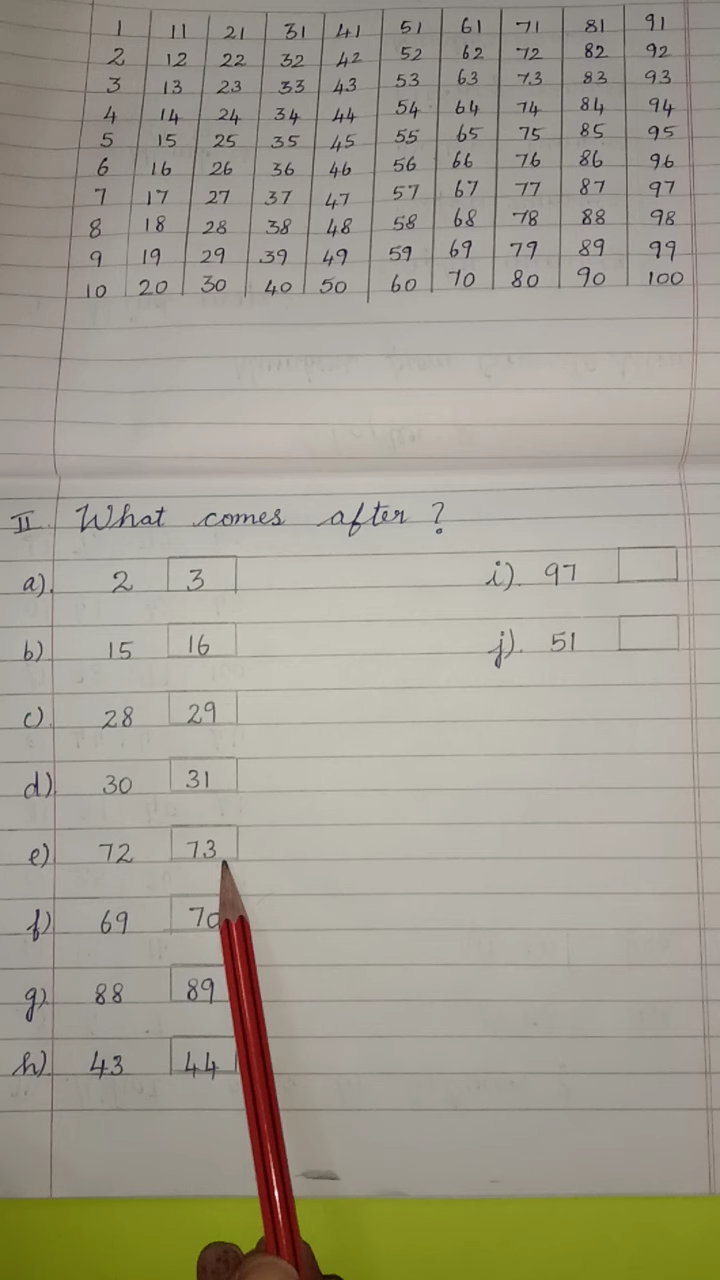 1 11 21 31 41 51 61 71 81 91
2 12 22 32 42 52 62 72 82 92
3 13 23 33 43 53 63 73 83 93
4 14 24 34 44 54 64 74 84 94
5 15 25 35 45 55 65 75 85 95
6 16 26 36 46 56 66 76 86 96
7 17 27 37 47 57 67 77 87 97
8 18 28 38 48 58 68 78 88 98
9 19 29 39 49 59 69 79 89 99
10 20 30 40 50 60 70 80 90 100
II. What comes after ?
a). 2 3
b) 15 16
c). 28 29
d). 30 31
e) 72 73
f) 69 70
g). 88 89
h). 43 44
i). 97
j). 51